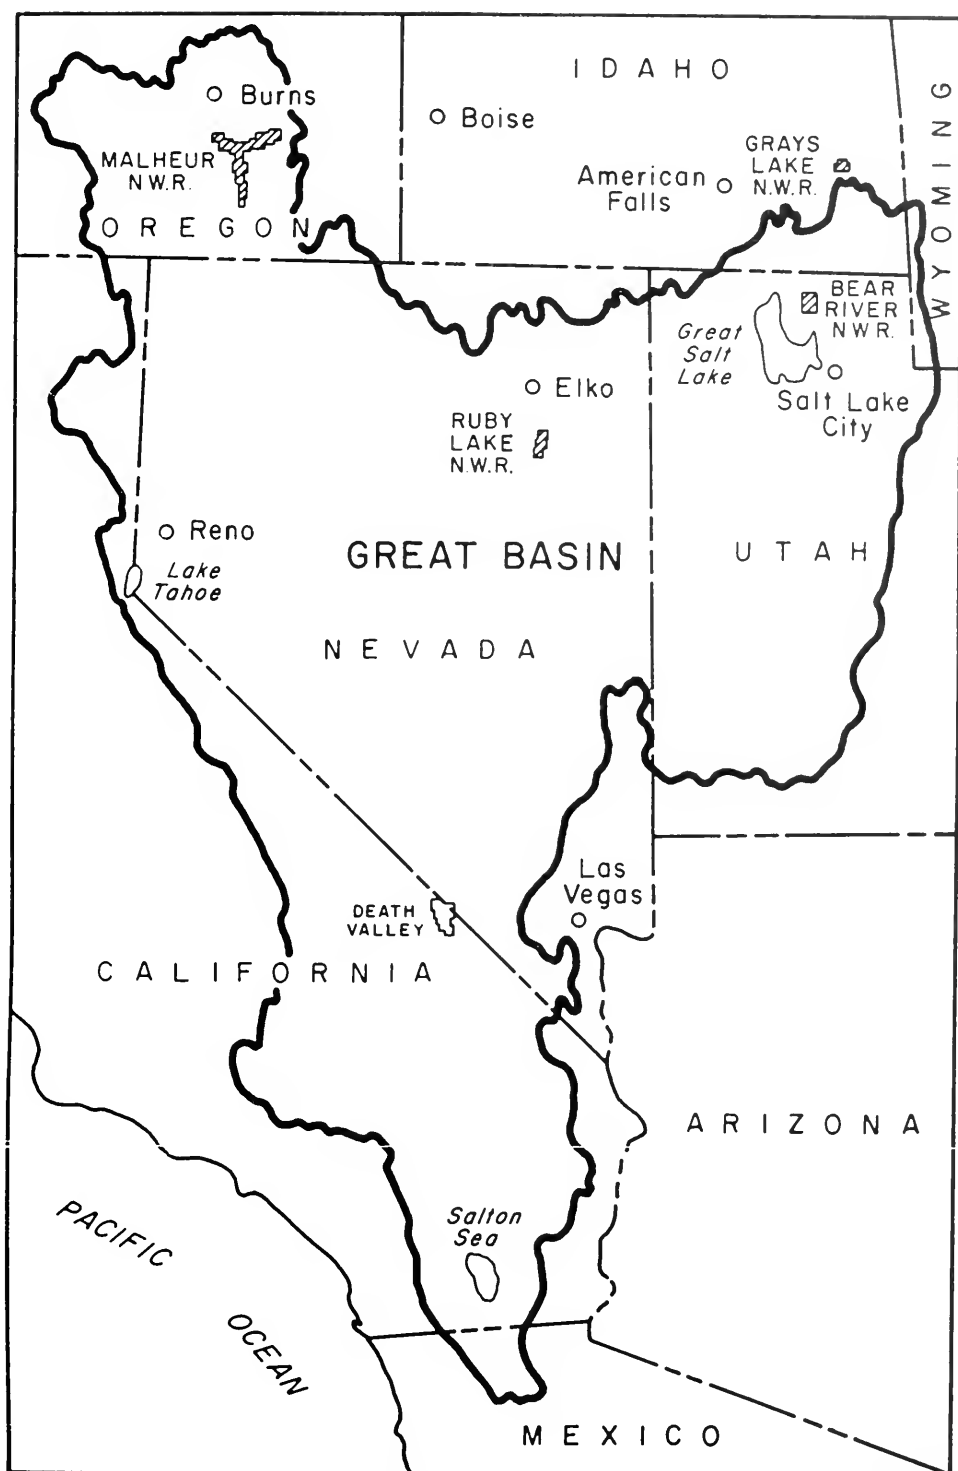 IDAHO
WYOMING
Burns
Boise
MALHEUR
N.W.R.
GRAYS
LAKE
N.W.R.
American
Falls
OREGON
BEAR
RIVER
N.W.R.
Great
Salt
Lake
Elko
Salt Lake
City
RUBY
LAKE
N.W.R.
Reno
GREAT BASIN
UTAH
Lake
Tahoe
NEVADA
Las
Vegas
DEATH
VALLEY
CALIFORNIA
ARIZONA
Salton
Sea
PACIFIC
OCEAN
MEXICO